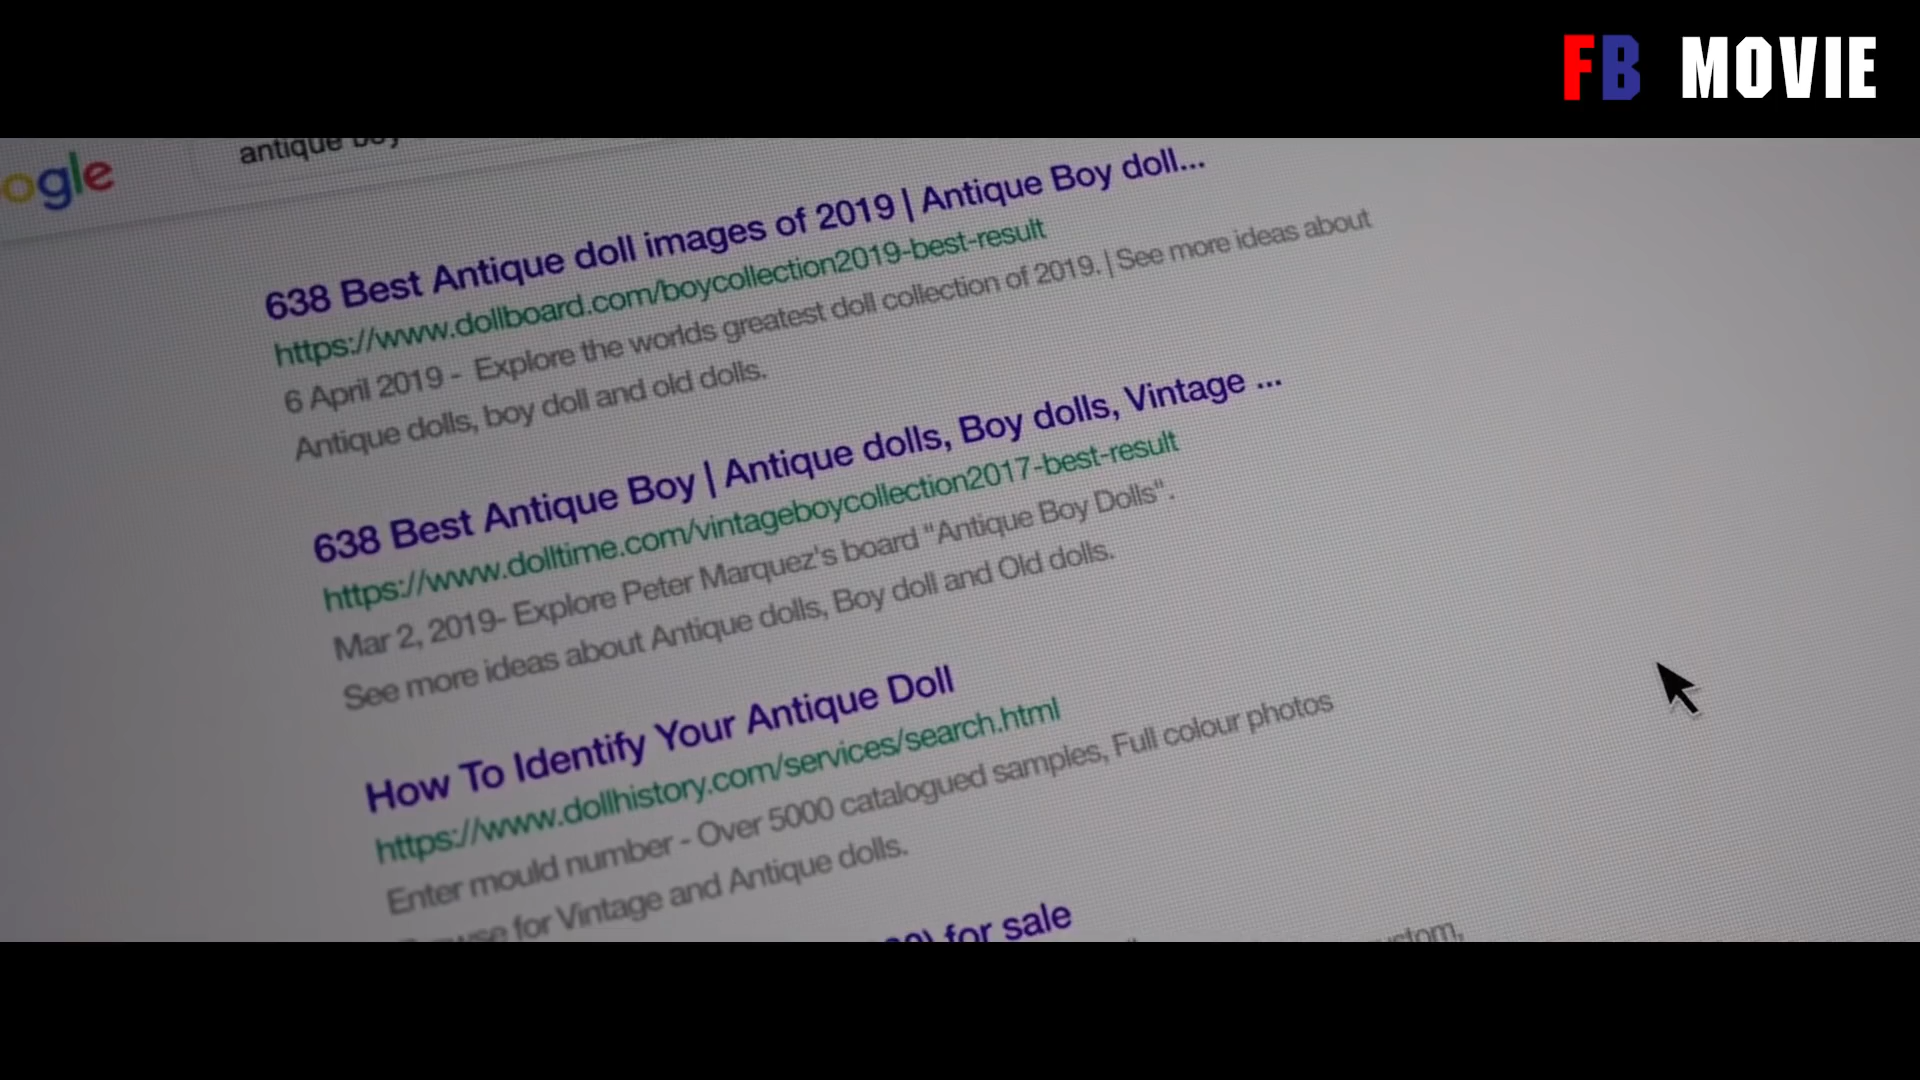 FB MOVIE
ogle
antique boy
638 Best Antique doll images of 2019 | Antique Boy doll...
https://www.dollboard.com/boycollection2019-best-result
6 April 2019 - Explore the worlds greatest doll collection of 2019. | See more ideas about
Antique dolls, boy doll and old dolls.
638 Best Antique Boy | Antique dolls, Boy dolls, Vintage ...
https://www.dolltime.com/vintageboycollection2017-best-result
Mar 2, 2019- Explore Peter Marquez's board "Antique Boy Dolls".
See more ideas about Antique dolls, Boy doll and Old dolls.
How To Identify Your Antique Doll
https://www.dollhistory.com/services/search.html
Enter mould number - Over 5000 catalogued samples, Full colour photos
for Vintage and Antique dolls.
for sale